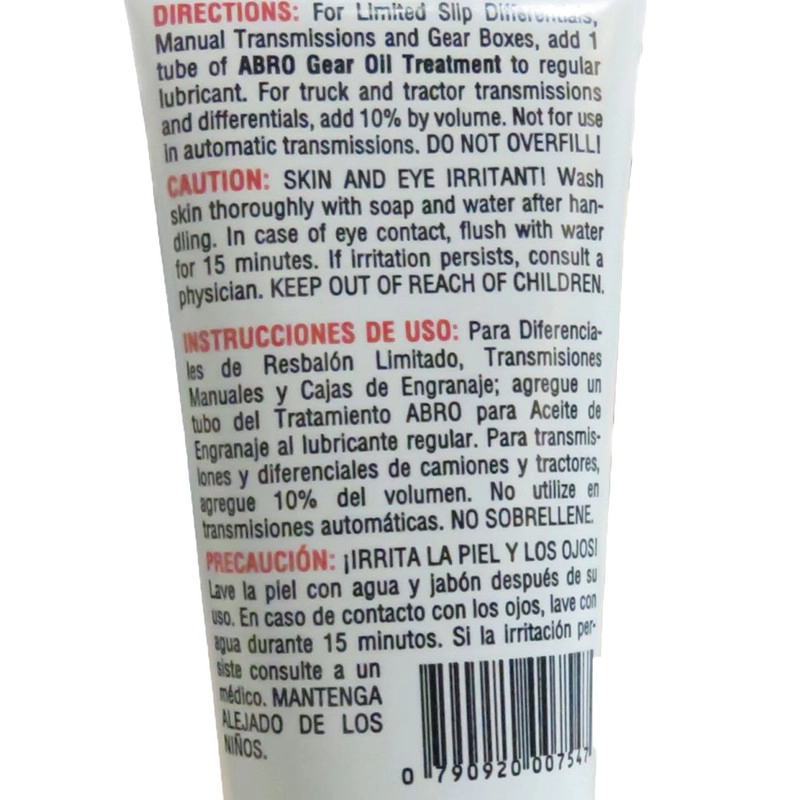 DIRECTIONS: For Limited Slip Differentials,
Manual Transmissions and Gear Boxes, add 1
tube of ABRO Gear Oil Treatment to regular
lubricant. For truck and tractor transmissions
and differentials, add 10% by volume. Not for use
in automatic transmissions. DO NOT OVERFILL!
CAUTION: SKIN AND EYE IRRITANT! Wash
skin thoroughly with soap and water after han-
dling. In case of eye contact, flush with water
for 15 minutes. If irritation persists, consult a
physician. KEEP OUT OF REACH OF CHILDREN.
INSTRUCCIONES DE USO: Para Diferencia-
les de Resbalón Limitado, Transmisiones
Manuales y Cajas de Engranaje; agregue un
tubo del Tratamiento ABRO para Aceite de
Engranaje al lubricante regular. Para transmis-
iones y diferenciales de camiones y tractores,
agregue 10% del volumen. No utilize en
transmisiones automáticas. NO SOBRELLENE.
PRECAUCIÓN: ¡IRRITA LA PIEL Y LOS OJOS!
Lave la piel con agua y jabón después de su
uso. En caso de contacto con los ojos, lave con
agua durante 15 minutos. Si la irritación per-
siste consulte a un
médico. MANTENGA
ALEJADO DE LOS
NIÑOS.
0 790920 007547